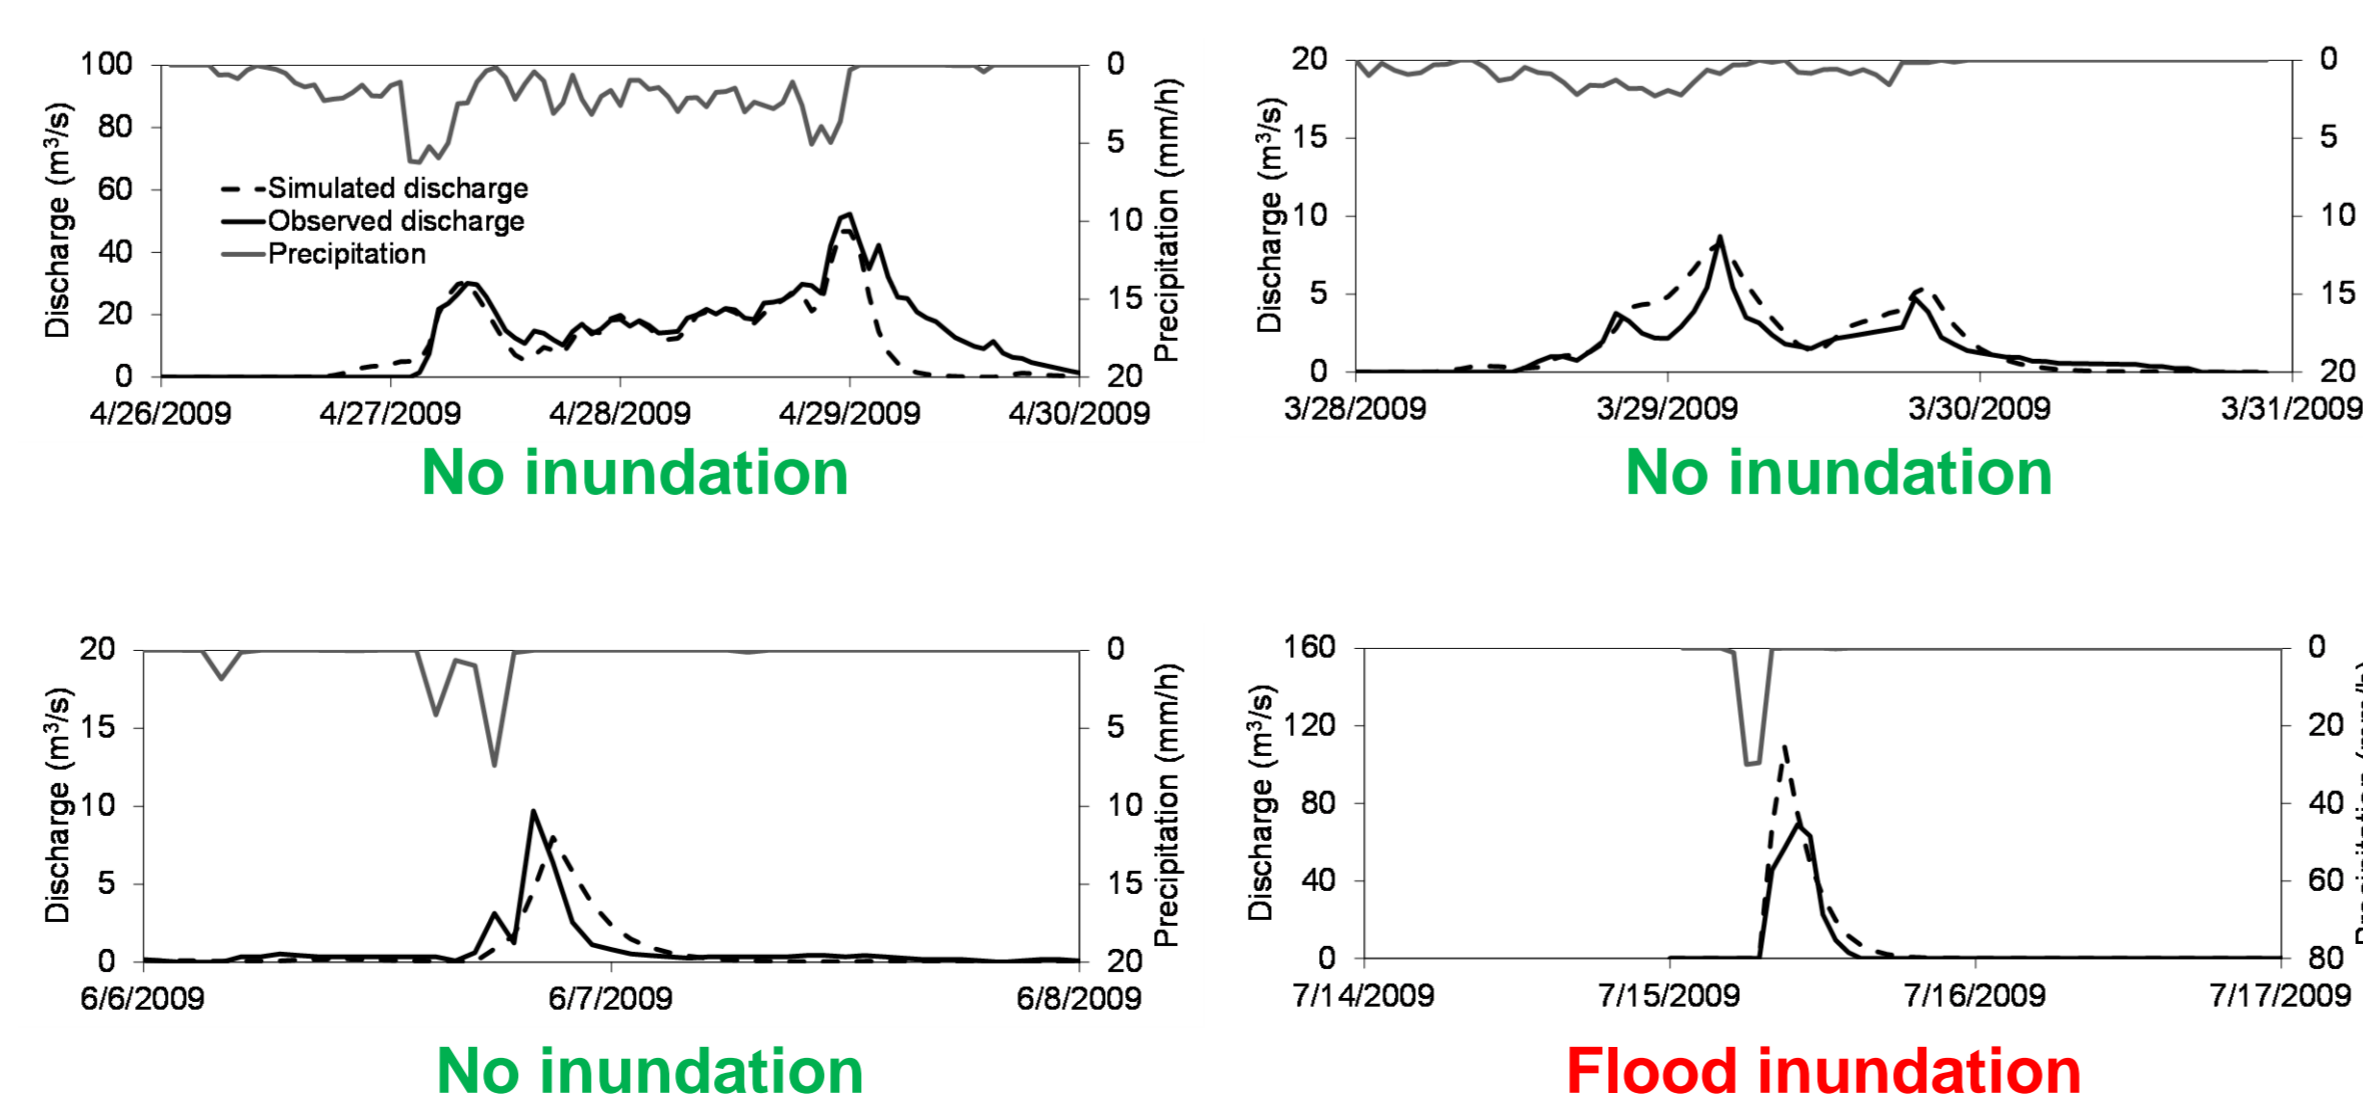 100
80
60
40
20
0
Discharge (m³/s)
0
5
10
15
20
Precipitation (mm/h)
Simulated discharge
Observed discharge
Precipitation
4/26/2009 4/27/2009 4/28/2009 4/29/2009 4/30/2009
No inundation
20
15
10
5
0
Discharge (m³/s)
0
5
10
15
20
3/28/2009 3/29/2009 3/30/2009 3/31/2009
No inundation
20
15
10
5
0
Discharge (m³/s)
0
5
10
15
20
Precipitation (mm/h)
6/6/2009 6/7/2009 6/8/2009
No inundation
160
120
80
40
0
Discharge (m³/s)
0
20
40
60
80
7/14/2009 7/15/2009 7/16/2009 7/17/2009
Flood inundation